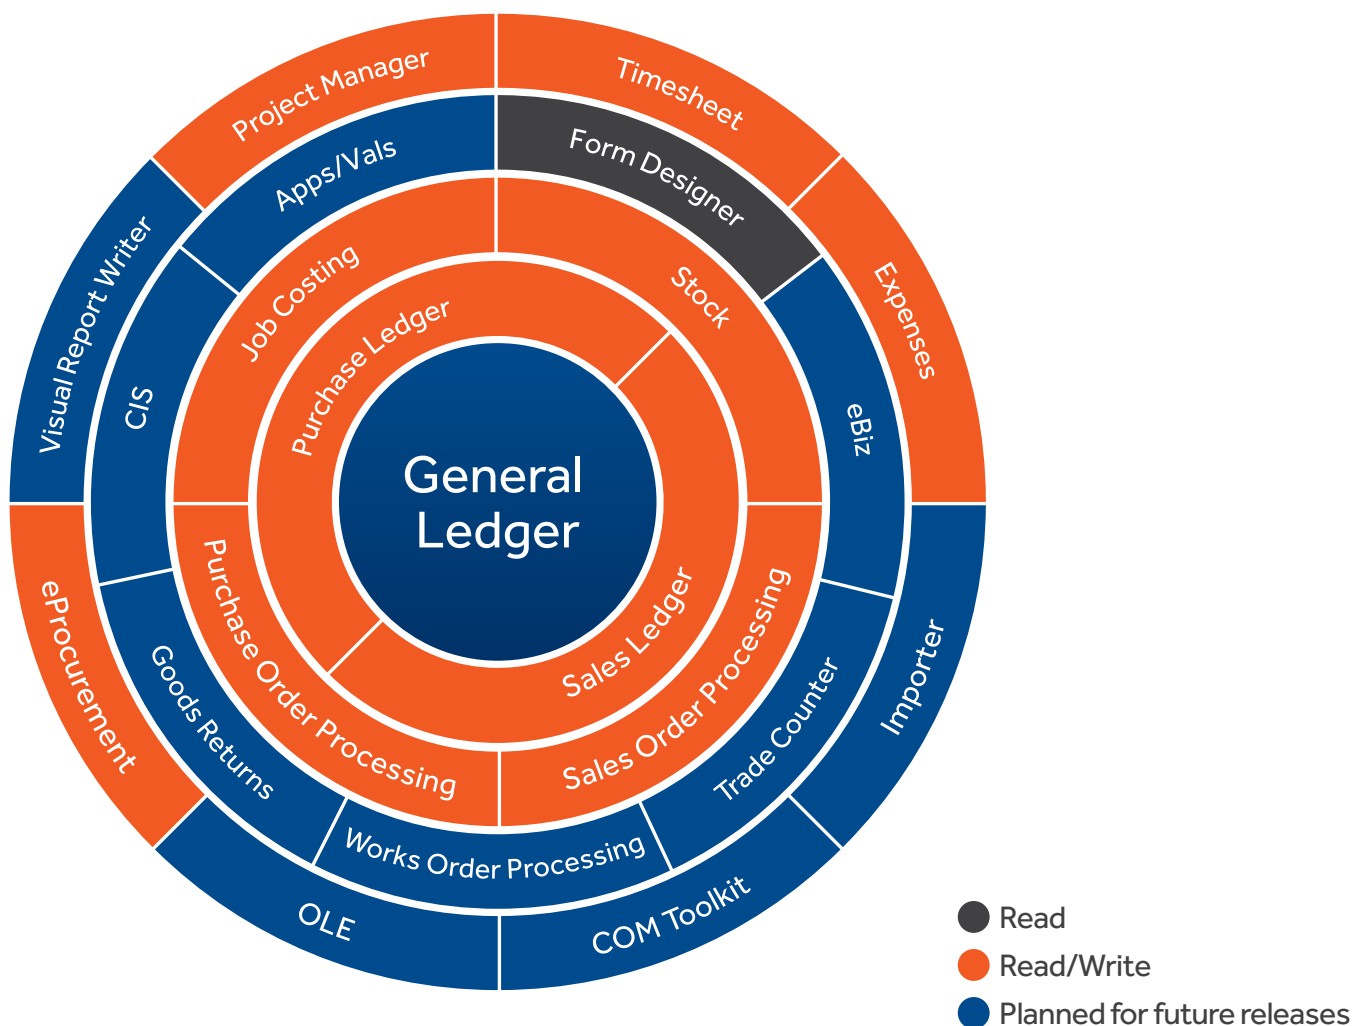 Project Manager
Timesheet
Expenses
Importer
COM Toolkit
OLE
eProcurement
Visual Report Writer
Apps/Vals
Form Designer
eBiz
Trade Counter
Works Order Processing
Goods Returns
CIS
Job Costing
Stock
Sales Order Processing
Purchase Order Processing
Purchase Ledger
Sales Ledger
General
Ledger
Read
Read/Write
Planned for future releases